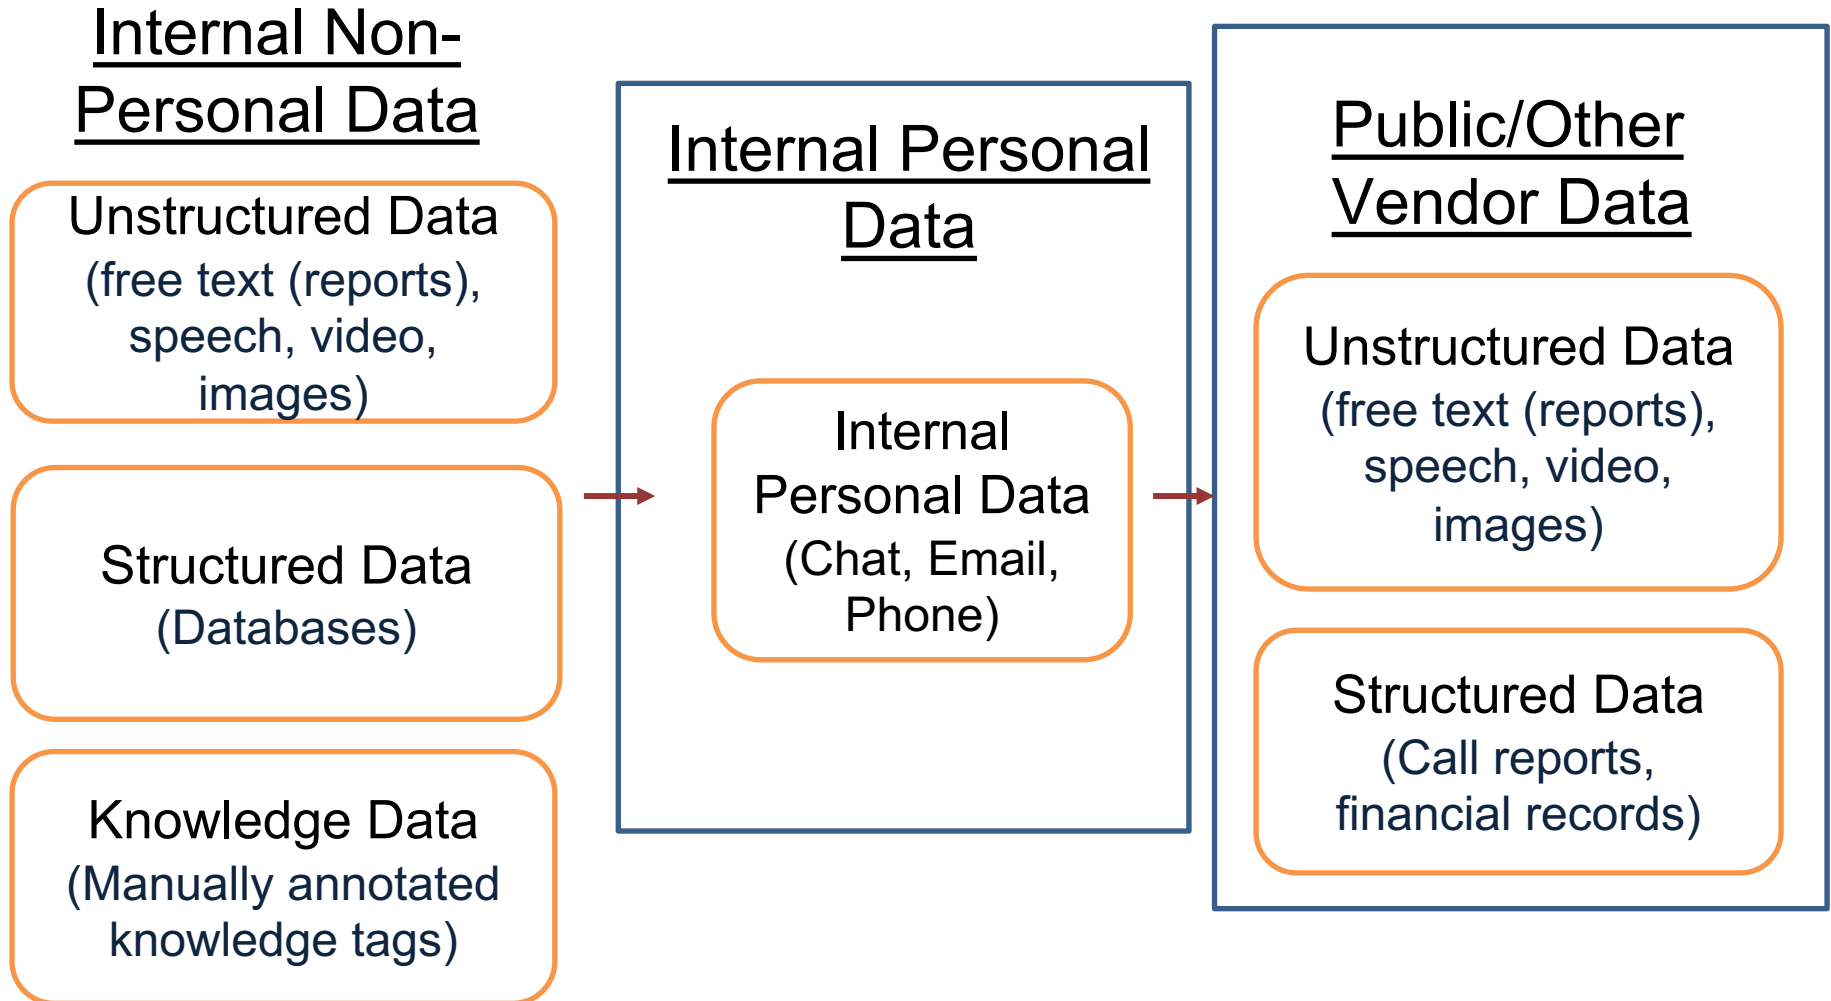 Internal Non-
Personal Data
Unstructured Data
(free text (reports),
speech, video,
images)
Structured Data
(Databases)
Knowledge Data
(Manually annotated
knowledge tags)
Internal Personal
Data
Internal
Personal Data
(Chat, Email,
Phone)
Public/Other
Vendor Data
Unstructured Data
(free text (reports),
speech, video,
images)
Structured Data
(Call reports,
financial records)